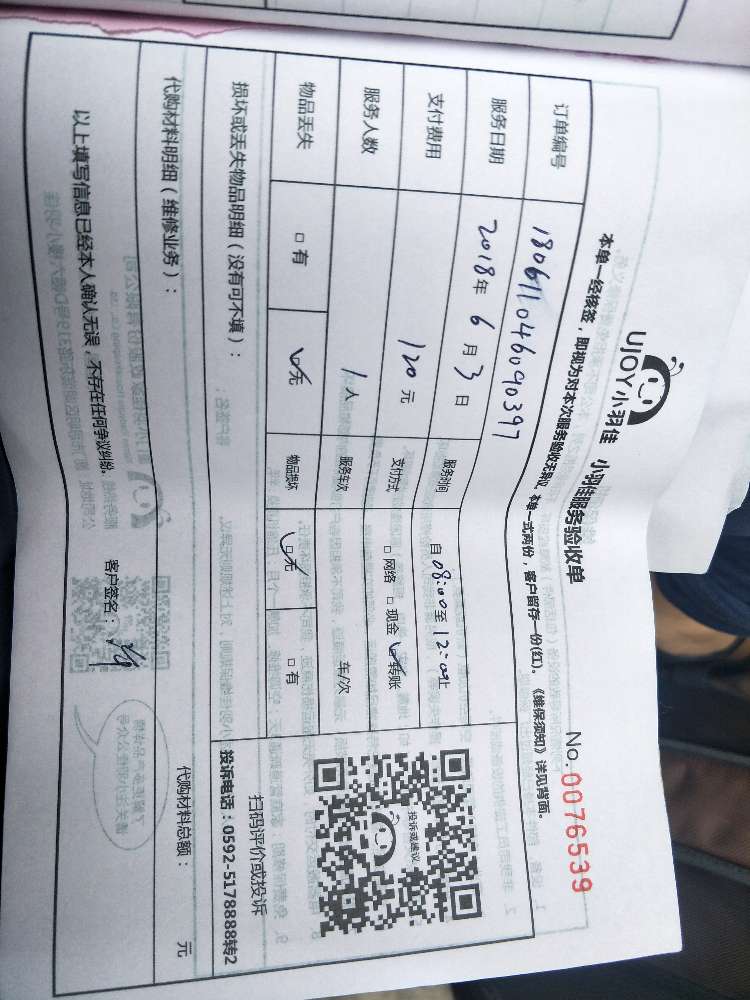 UJOY小羽佳 小羽佳服务验收单
No.0076539
本单一经核签，即视为对本次服务验收无异议 本单一式两份，客户留存一份(红)。《维保须知》详见背面。
订单编号 180611046090397
服务日期 2018年 6 月 3 日 服务时间 自 08:00至 12:00止
支付费用 120 元 支付方式 □网络 □现金 ☑转账
服务人数 1人 服务车次 车/次
物品丢失 □有 ☑无 物品损坏 ☑无 □有
投诉或建议
扫码评价或投诉
投诉电话：0592-5178888转2
损坏或丢失物品明细（没有可不填）：
代购材料明细（维修业务）： 代购材料总额： 元
以上填写信息已经本人确认无误，不存在任何争议纠纷。 客户签名：